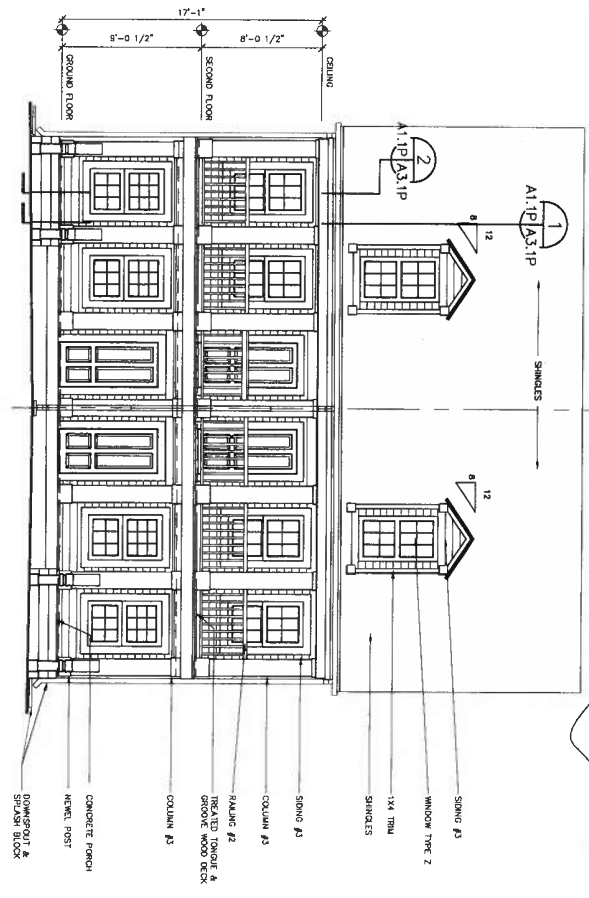 17'-1"
9'-0 1/2"
8'-0 1/2"
GROUND FLOOR
SECOND FLOOR
CEILING
2
A1.1P A3.1P
1
A1.1P A3.1P
8
12
SHINGLES
8
12
SIDING #3
WINDOW TYPE Z
1X4 TRIM
SHINGLES
SIDING #3
COLUMN #3
RAILING #2
TREATED TONGUE &
GROOVE WOOD DECK
COLUMN #3
CONCRETE PORCH
NEWEL POST
DOWNSPOUT &
SPLASH BLOCK